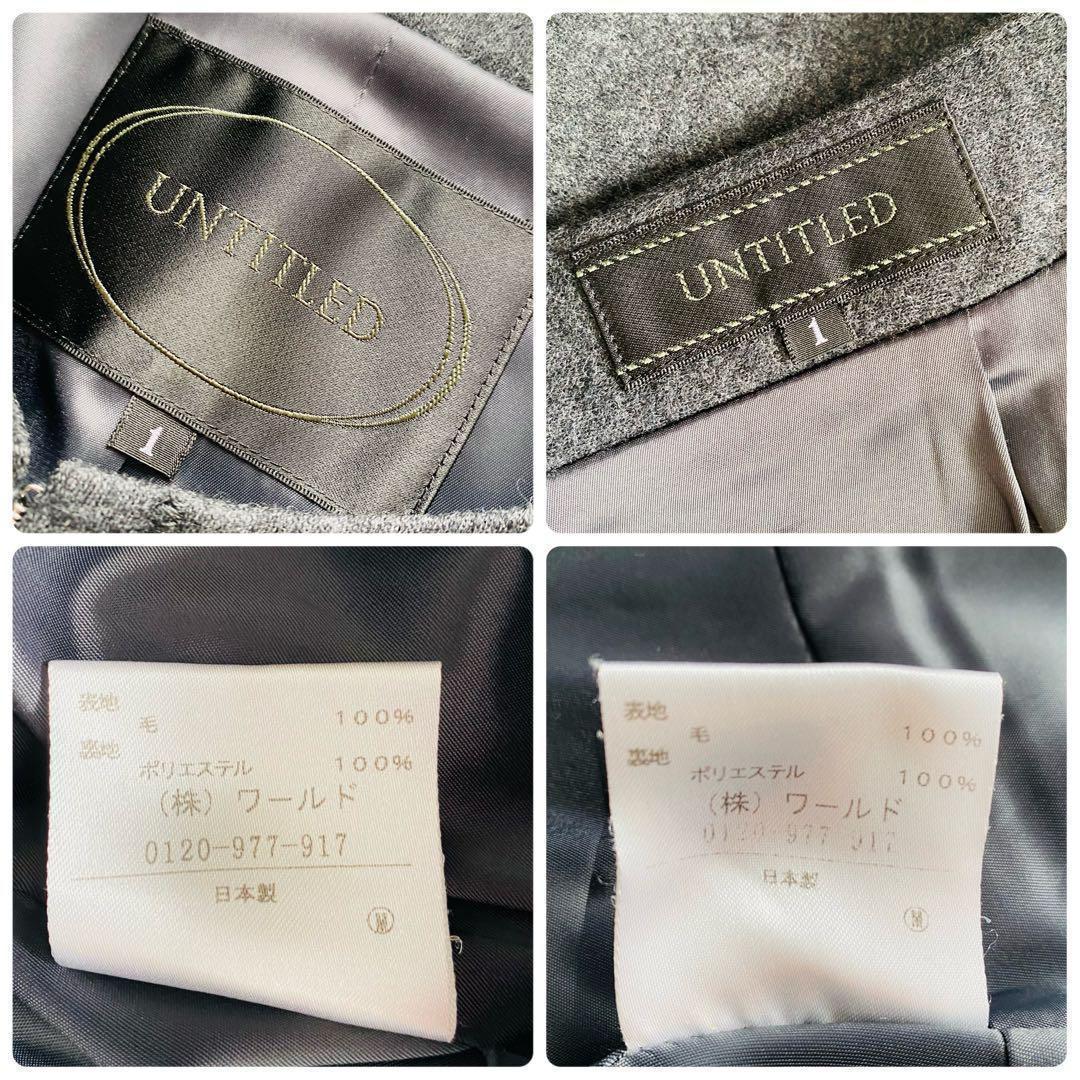 UNTITLED
1
UNTITLED
1
表地
毛 100%
裏地
ポリエステル 100%
(株) ワールド
0120-977-917
日本製
表地
毛 100%
裏地
ポリエステル 100%
(株) ワールド
0120-977-917
日本製